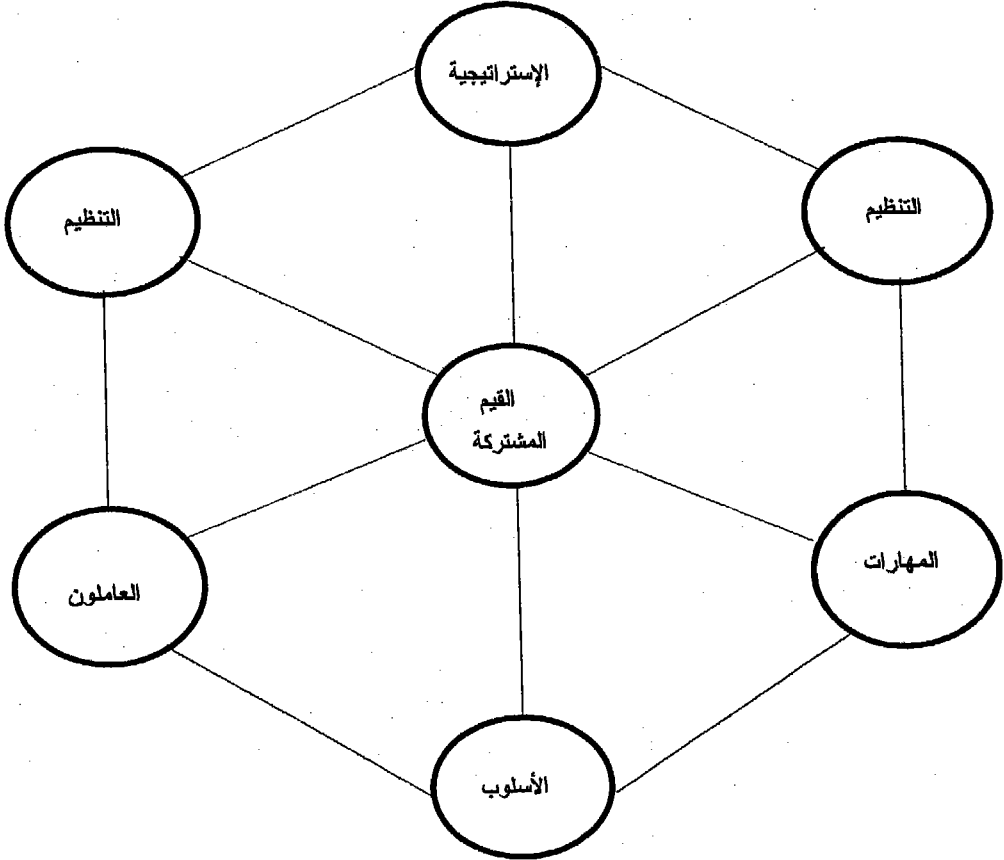 الإستراتيجية
التنظيم
التنظيم
القيم
المشتركة
المهارات
العاملون
الأسلوب